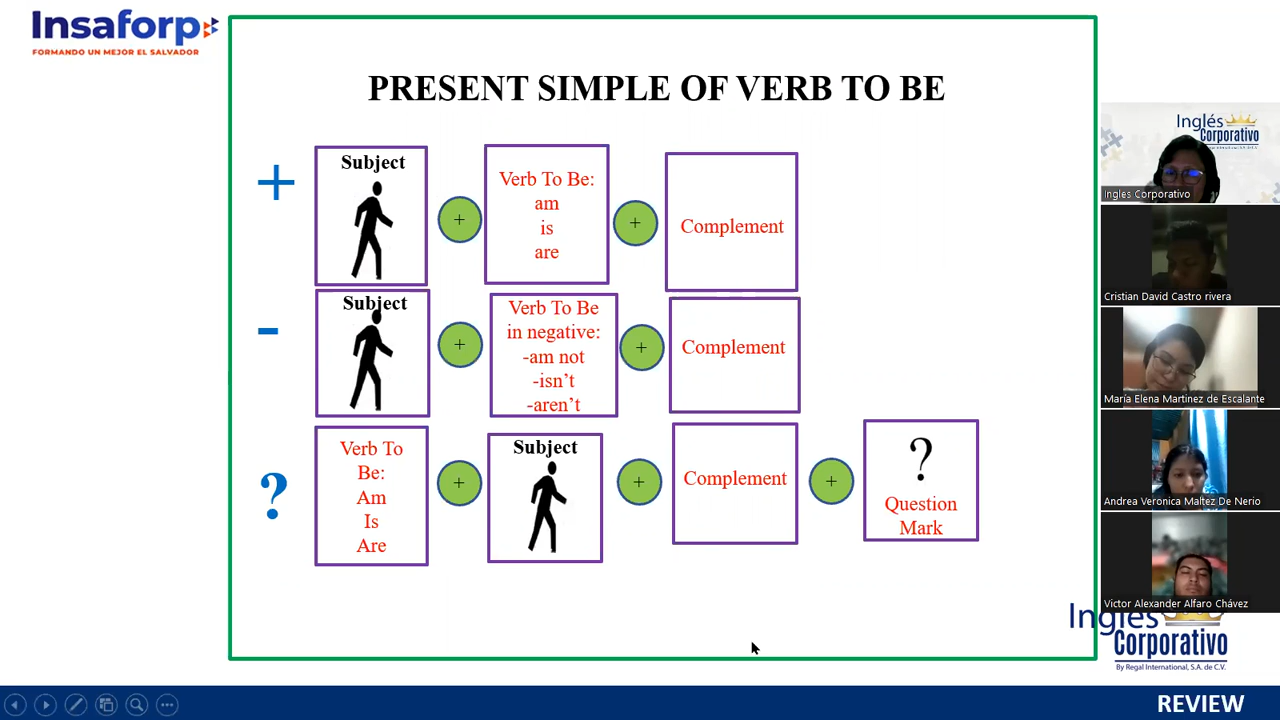 Insaforp
FORMANDO UN MEJOR EL SALVADOR
PRESENT SIMPLE OF VERB TO BE
+
Subject
+
Verb To Be:
am
is
are
+
Complement
-
Subject
+
Verb To Be
in negative:
-am not
-isn't
-aren't
+
Complement
?
Verb To
Be:
Am
Is
Are
+
Subject
+
Complement
+
?
Question
Mark
Inglés
Corporativo
Ingles Corporativo
Cristian David Castro rivera
María Elena Martinez de Escalante
Andrea Veronica Maltez De Nerio
Victor Alexander Alfaro Chávez
Inglés
Corporativo
By Regal International, S.A. de C.V.
REVIEW